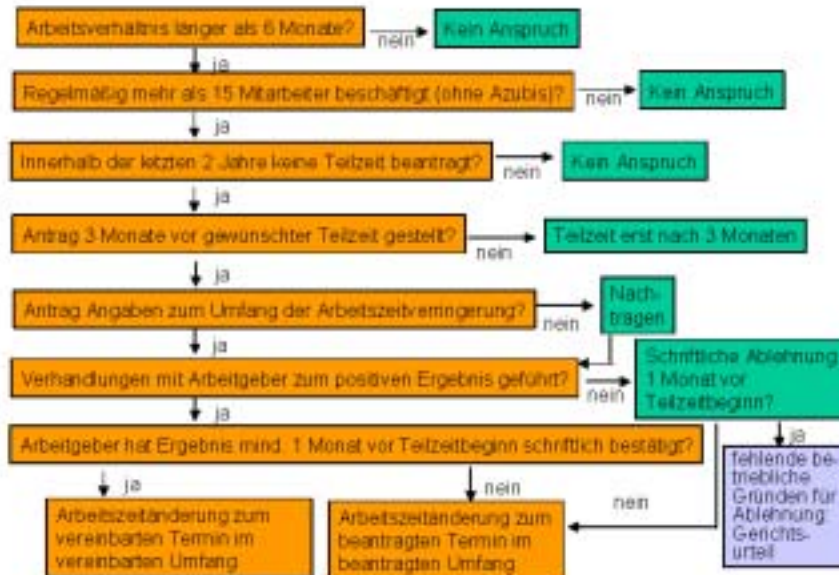 Arbeitsverhältnis länger als 6 Monate?
nein
Kein Anspruch
ja
Regelmäßig mehr als 15 Mitarbeiter beschäftigt (ohne Azubis)?
nein
Kein Anspruch
ja
Innerhalb der letzten 2 Jahre keine Teilzeit beantragt?
nein
Kein Anspruch
ja
Antrag 3 Monate vor gewünschter Teilzeit gestellt?
nein
Teilzeit erst nach 3 Monaten
ja
Antrag Angaben zum Umfang der Arbeitszeitverringerung?
nein
Nach-
tragen
ja
Verhandlungen mit Arbeitgeber zum positiven Ergebnis geführt?
nein
Schriftliche Ablehnung
1 Monat vor
Teilzeitbeginn?
ja
Arbeitgeber hat Ergebnis mind. 1 Monat vor Teilzeitbeginn schriftlich bestätigt?
ja
nein
nein
ja
Arbeitszeitänderung zum
vereinbarten Termin im
vereinbarten Umfang
Arbeitszeitänderung zum
beantragten Termin im
beantragten Umfang
fehlende be-
triebliche
Gründen für
Ablehnung:
Gerichts-
urteil